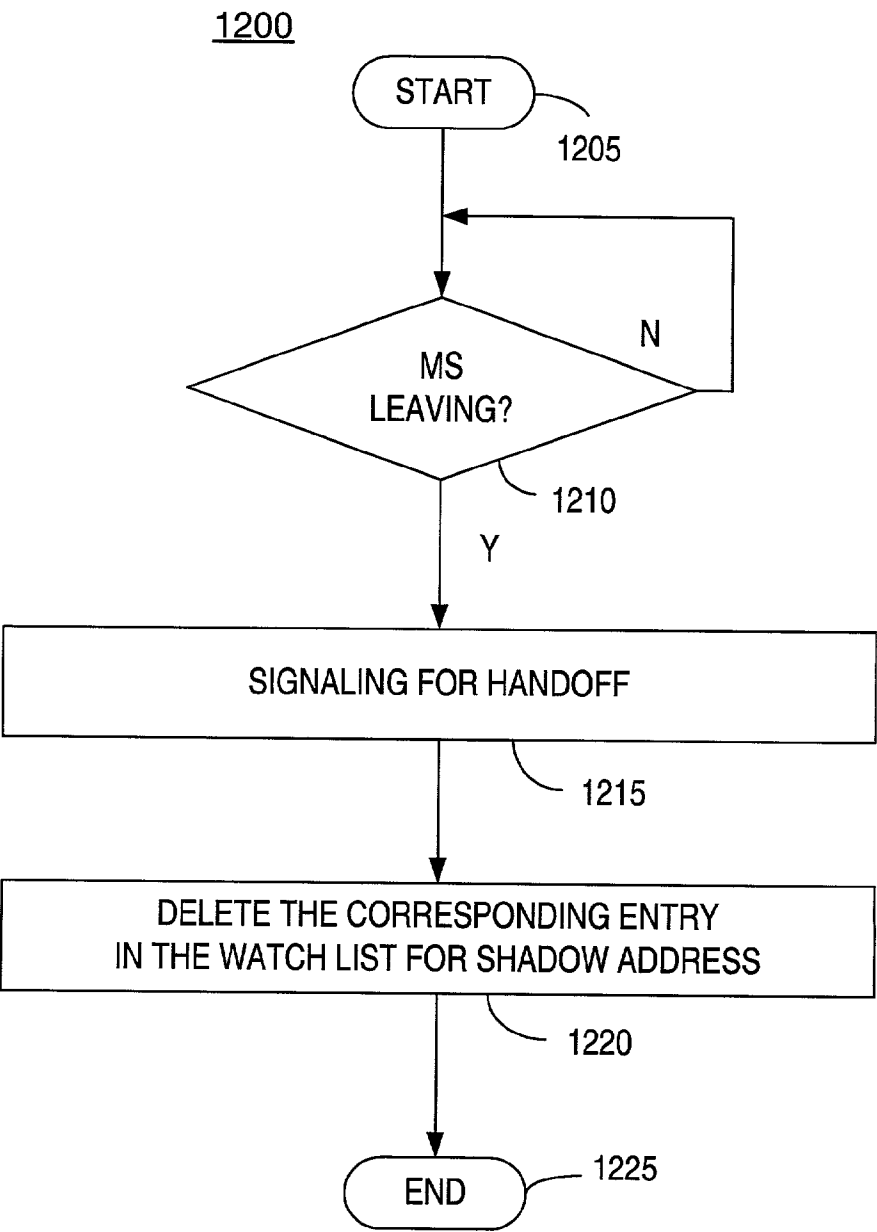 1200
START
1205
N
MS
LEAVING?
1210
Y
SIGNALING FOR HANDOFF
1215
DELETE THE CORRESPONDING ENTRY
IN THE WATCH LIST FOR SHADOW ADDRESS
1220
1225
END